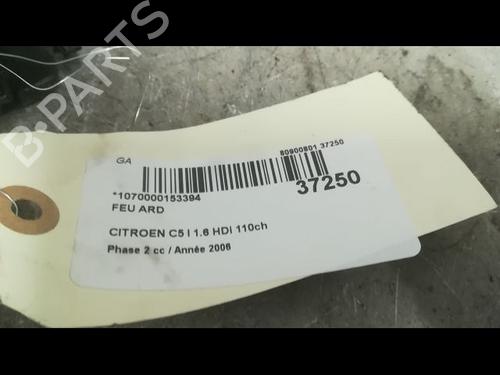 B-PARTS
GA
80900801 37250
37250
*1070000153394
FEU ARD
CITROEN C5 I 1.6 HDI 110ch
Phase 2 cc / Année 2006